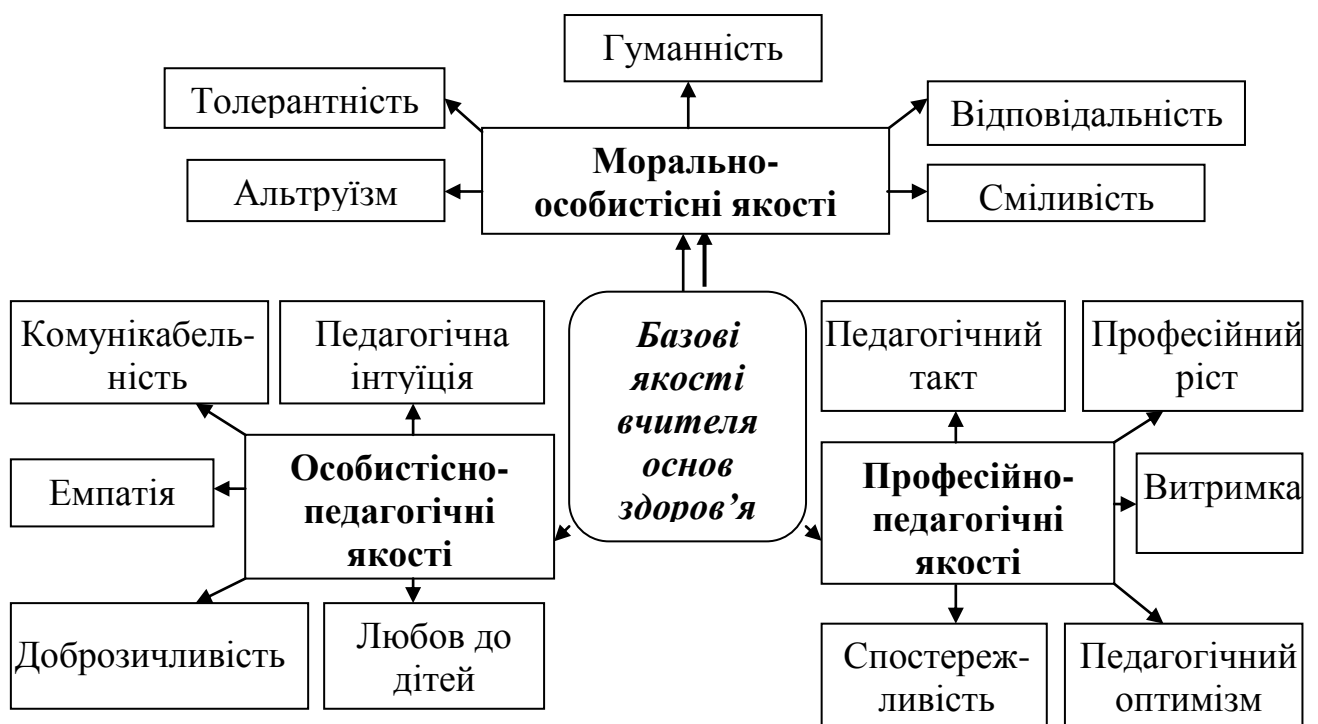 Гуманність
Толерантність
Відповідальність
Морально-
особистісні якості
Альтруїзм
Сміливість
Комунікабель-
ність
Педагогічна
інтуїція
Базові
якості
вчителя
основ
здоров’я
Педагогічний
такт
Професійний
ріст
Особистісно-
педагогічні
якості
Емпатія
Професійно-
педагогічні
якості
Витримка
Доброзичливість
Любов до
дітей
Спостереж-
ливість
Педагогічний
оптимізм